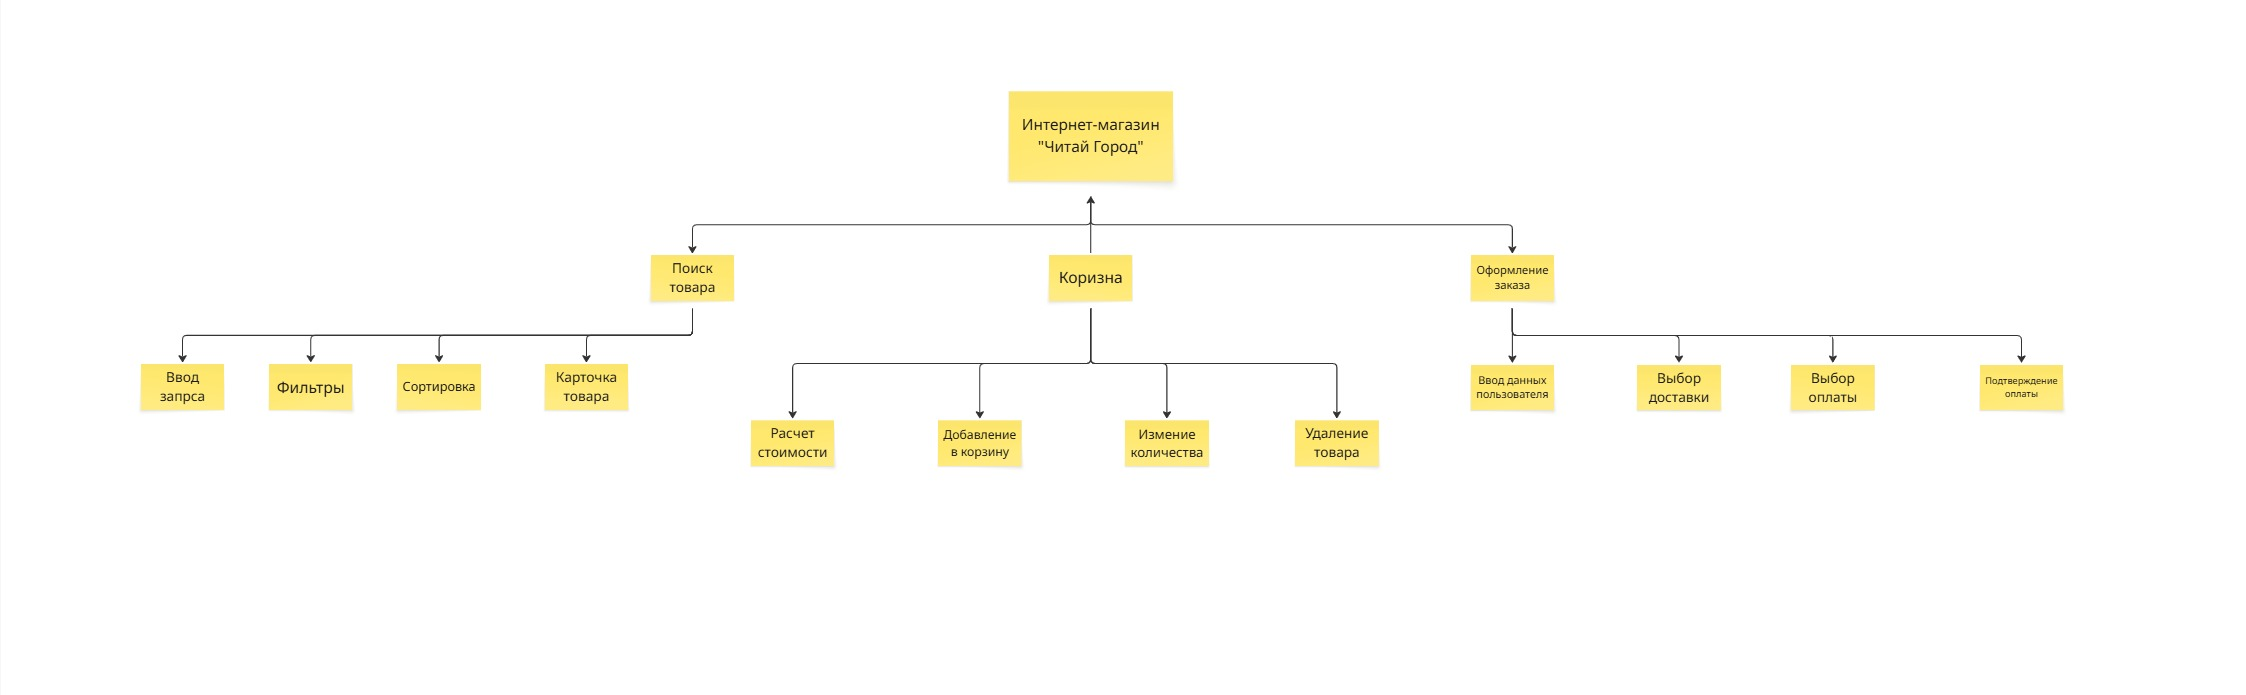 Интернет-магазин
"Читай Город"
Поиск
товара
Коризна
Оформление
заказа
Ввод
запрса
Фильтры
Сортировка
Карточка
товара
Расчет
стоимости
Добавление
в корзину
Измение
количества
Удаление
товара
Ввод данных
пользователя
Выбор
доставки
Выбор
оплаты
Подтверждение
оплаты